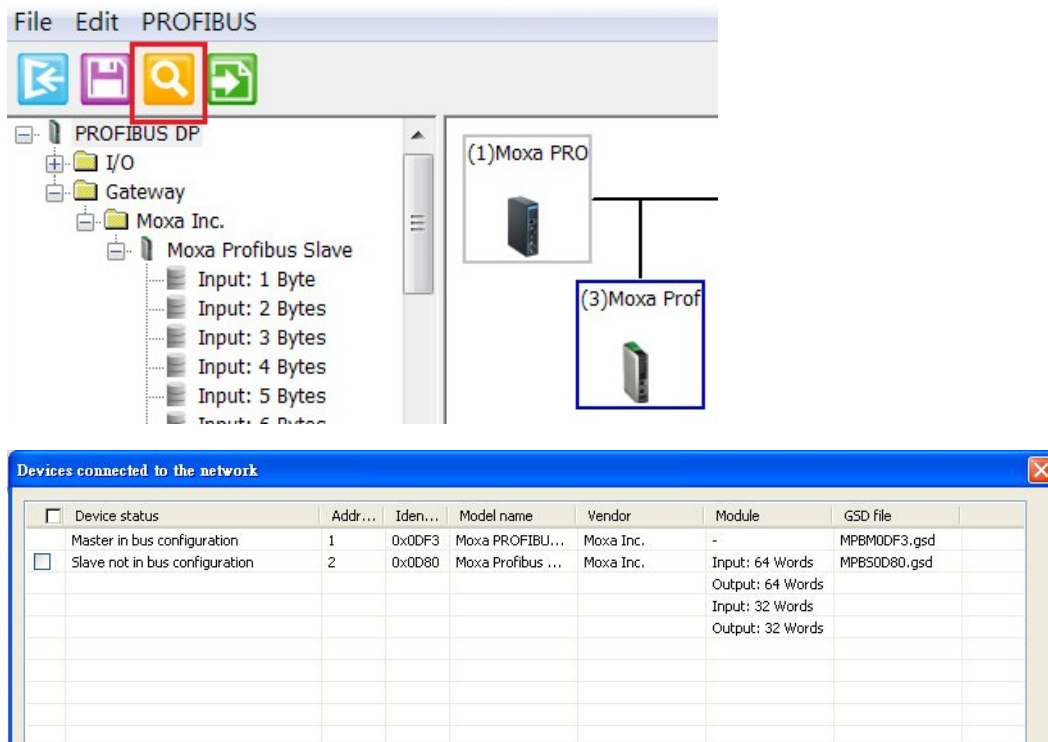 File Edit PROFIBUS
PROFIBUS DP
I/O
Gateway
Moxa Inc.
Moxa Profibus Slave
Input: 1 Byte
Input: 2 Bytes
Input: 3 Bytes
Input: 4 Bytes
Input: 5 Bytes
Input: 6 Bytes
(1)Moxa PRO
(3)Moxa Prof
Devices connected to the network
Device status Addr... Iden... Model name Vendor Module GSD file
Master in bus configuration 1 0x0DF3 Moxa PROFIBU... Moxa Inc. - MPBM0DF3.gsd
Slave not in bus configuration 2 0x0D80 Moxa Profibus ... Moxa Inc. Input: 64 Words MPBS0D80.gsd
Output: 64 Words
Input: 32 Words
Output: 32 Words